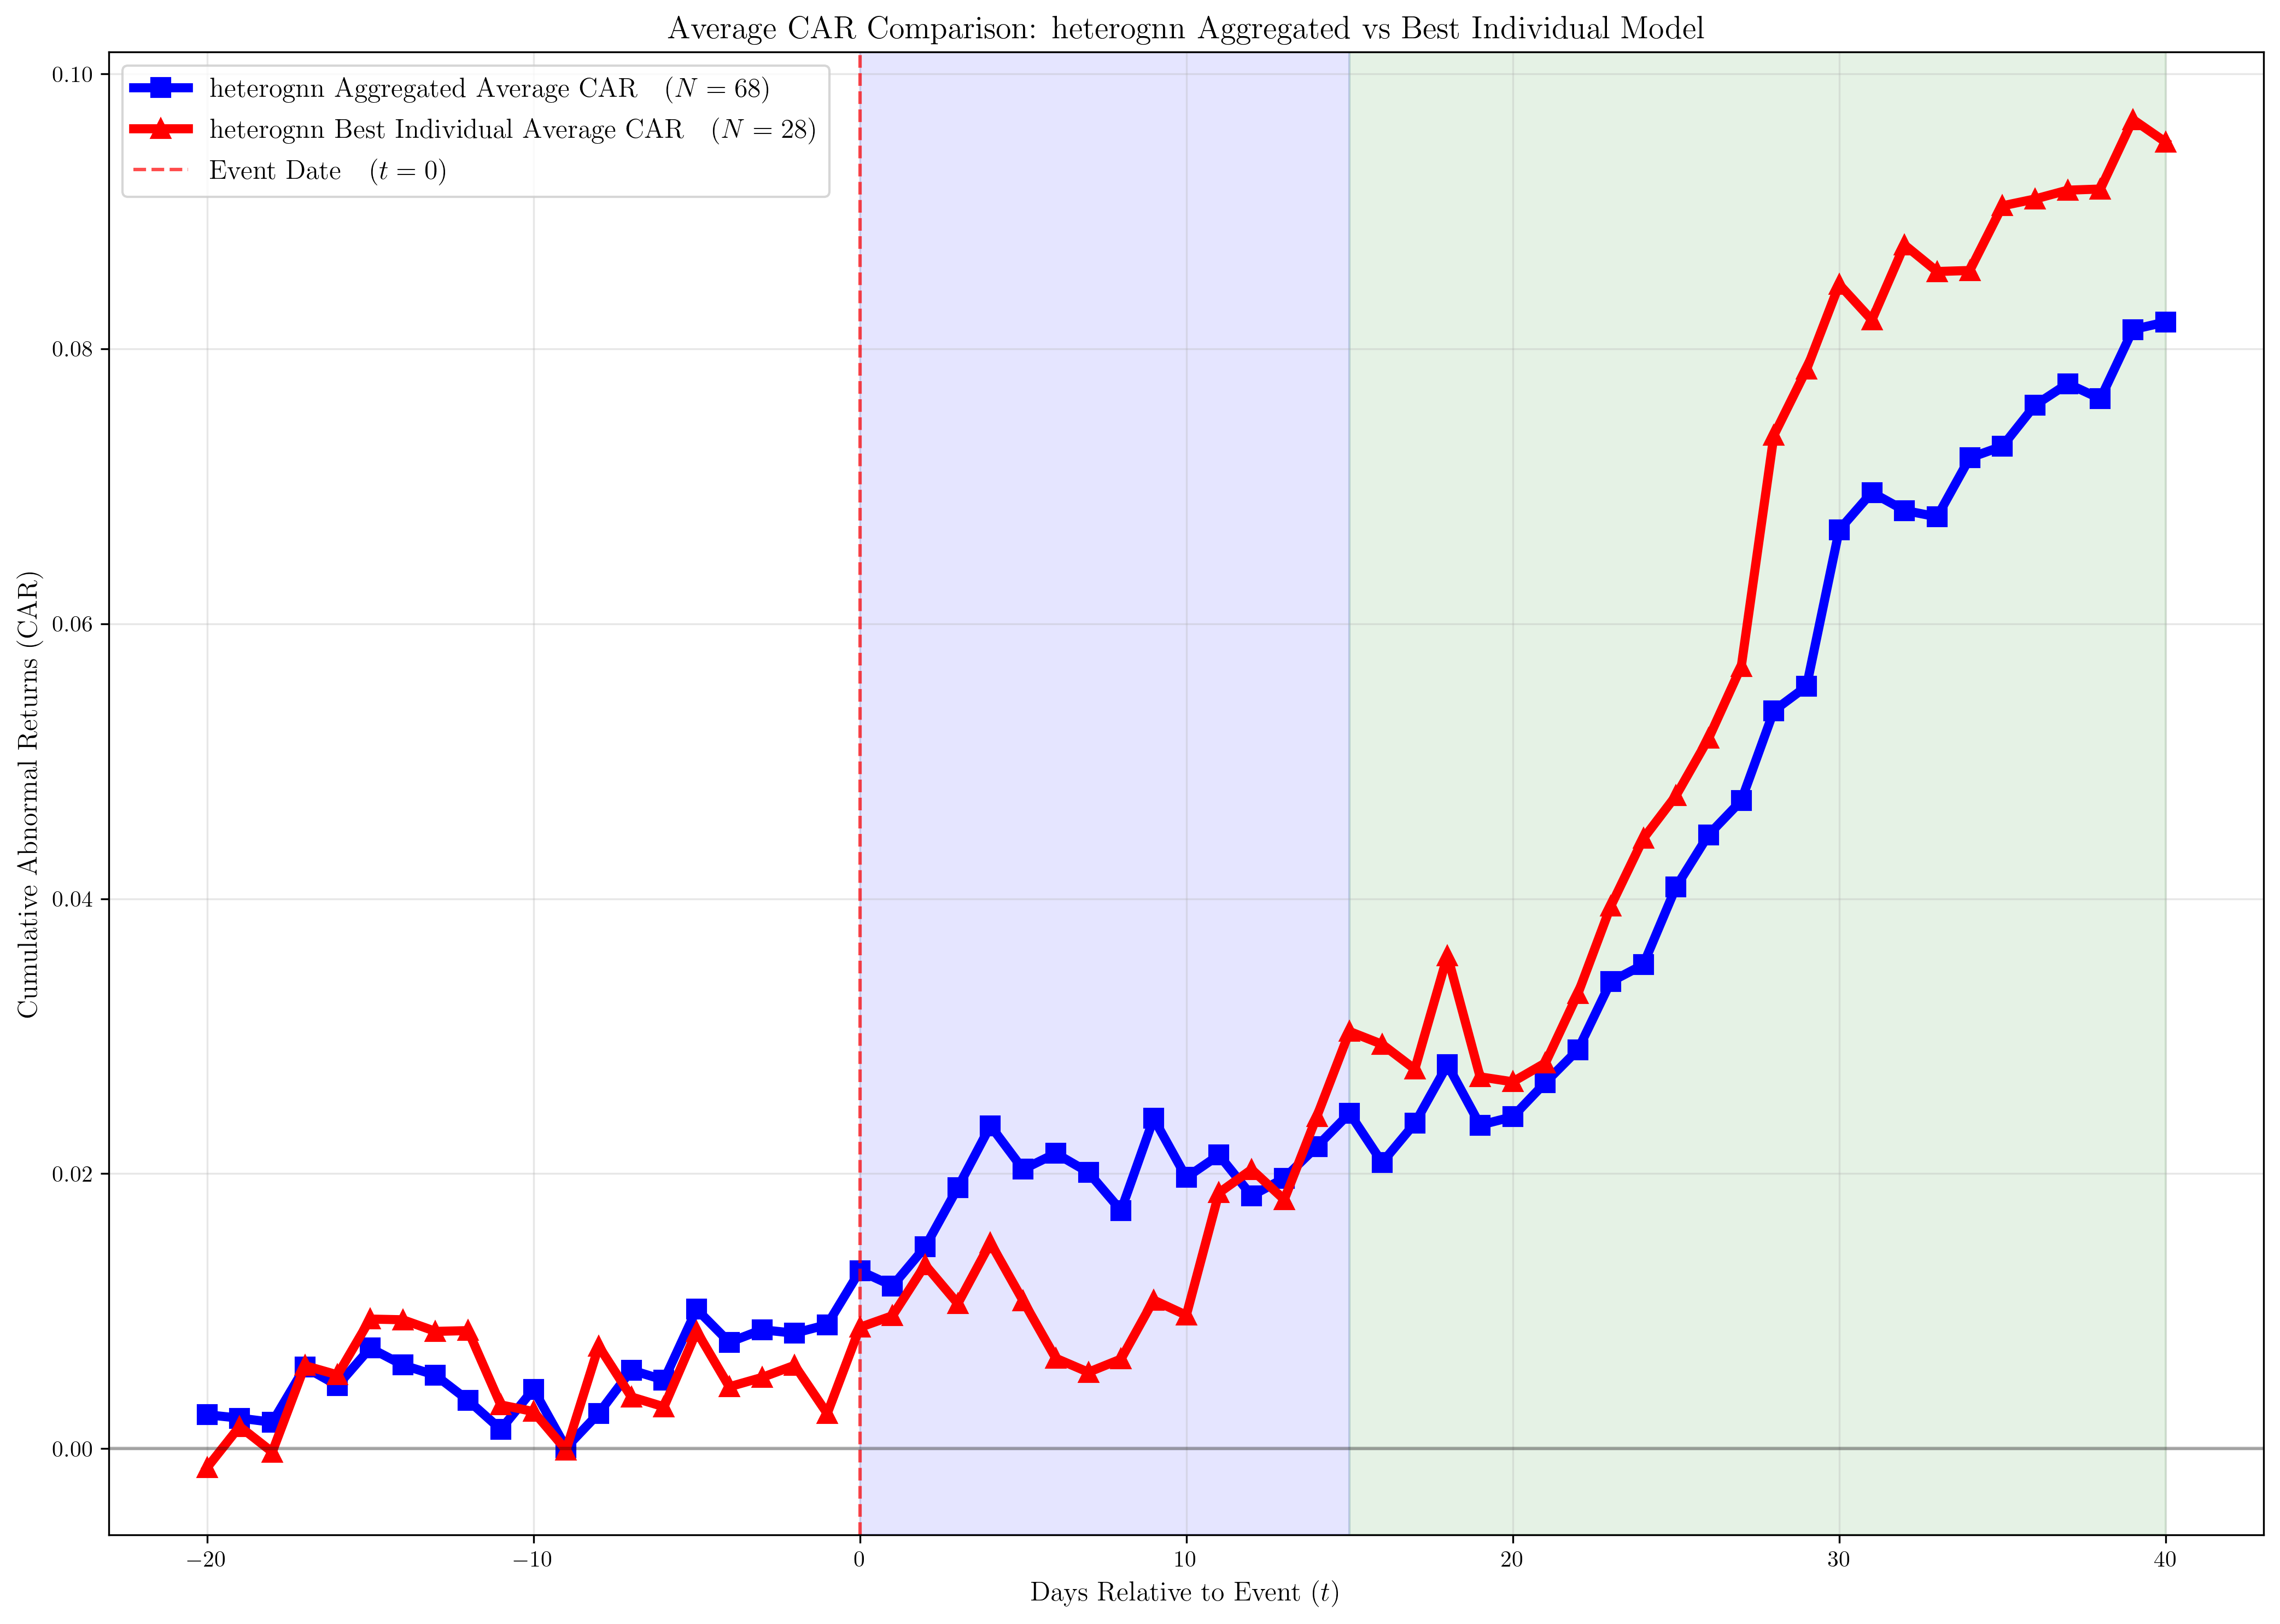 Average CAR Comparison: heterognn Aggregated vs Best Individual Model
heterognn Aggregated Average CAR (N = 68)
heterognn Best Individual Average CAR (N = 28)
Event Date (t = 0)
Cumulative Abnormal Returns (CAR)
0.10
0.08
0.06
0.04
0.02
0.00
−20 −10 0 10 20 30 40
Days Relative to Event (t)